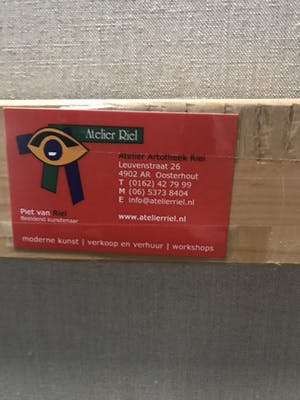 Atelier Riel
Atelier Artotheek Riel
Leuvenstraat 26
4902 AR Oosterhout
T (0162) 42 79 99
M (06) 5373 8404
E info@atelierriel.nl
Piet van Riel
Beeldend kunstenaar
www.atelierriel.nl
moderne kunst | verkoop en verhuur | workshops